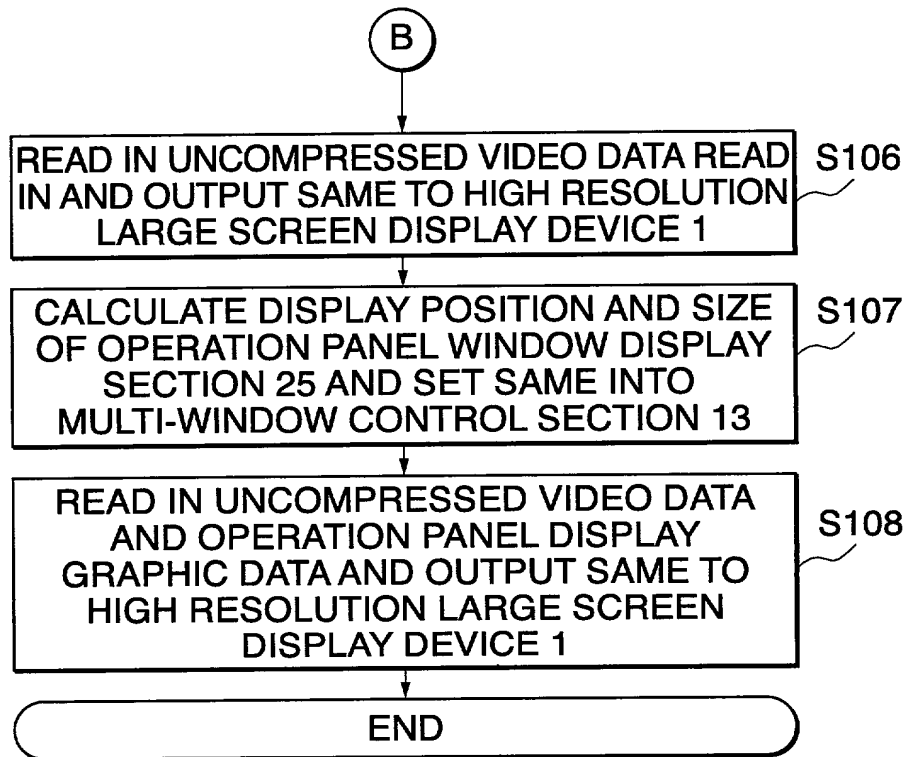 B
READ IN UNCOMPRESSED VIDEO DATA READ
IN AND OUTPUT SAME TO HIGH RESOLUTION
LARGE SCREEN DISPLAY DEVICE 1
S106
CALCULATE DISPLAY POSITION AND SIZE
OF OPERATION PANEL WINDOW DISPLAY
SECTION 25 AND SET SAME INTO
MULTI-WINDOW CONTROL SECTION 13
S107
READ IN UNCOMPRESSED VIDEO DATA
AND OPERATION PANEL DISPLAY
GRAPHIC DATA AND OUTPUT SAME TO
HIGH RESOLUTION LARGE SCREEN
DISPLAY DEVICE 1
S108
END